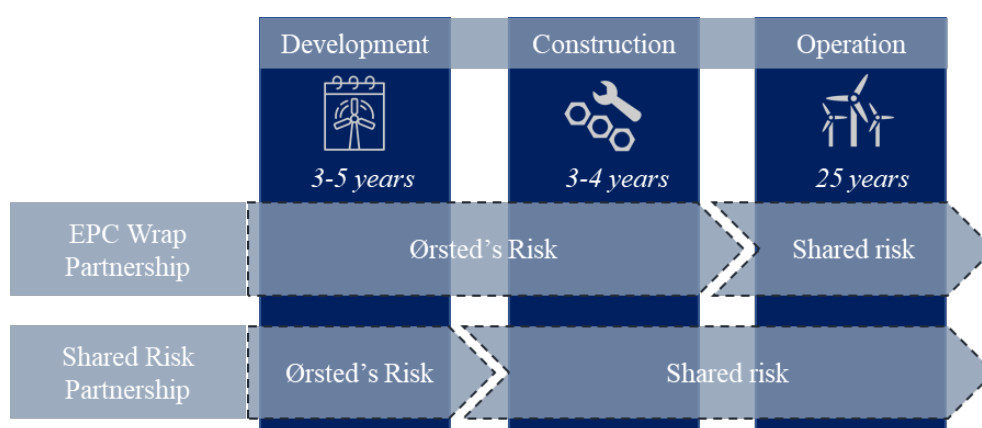 Development
Construction
Operation
3-5 years
3-4 years
25 years
EPC Wrap
Partnership
Ørsted’s Risk
Shared risk
Shared Risk
Partnership
Ørsted’s Risk
Shared risk